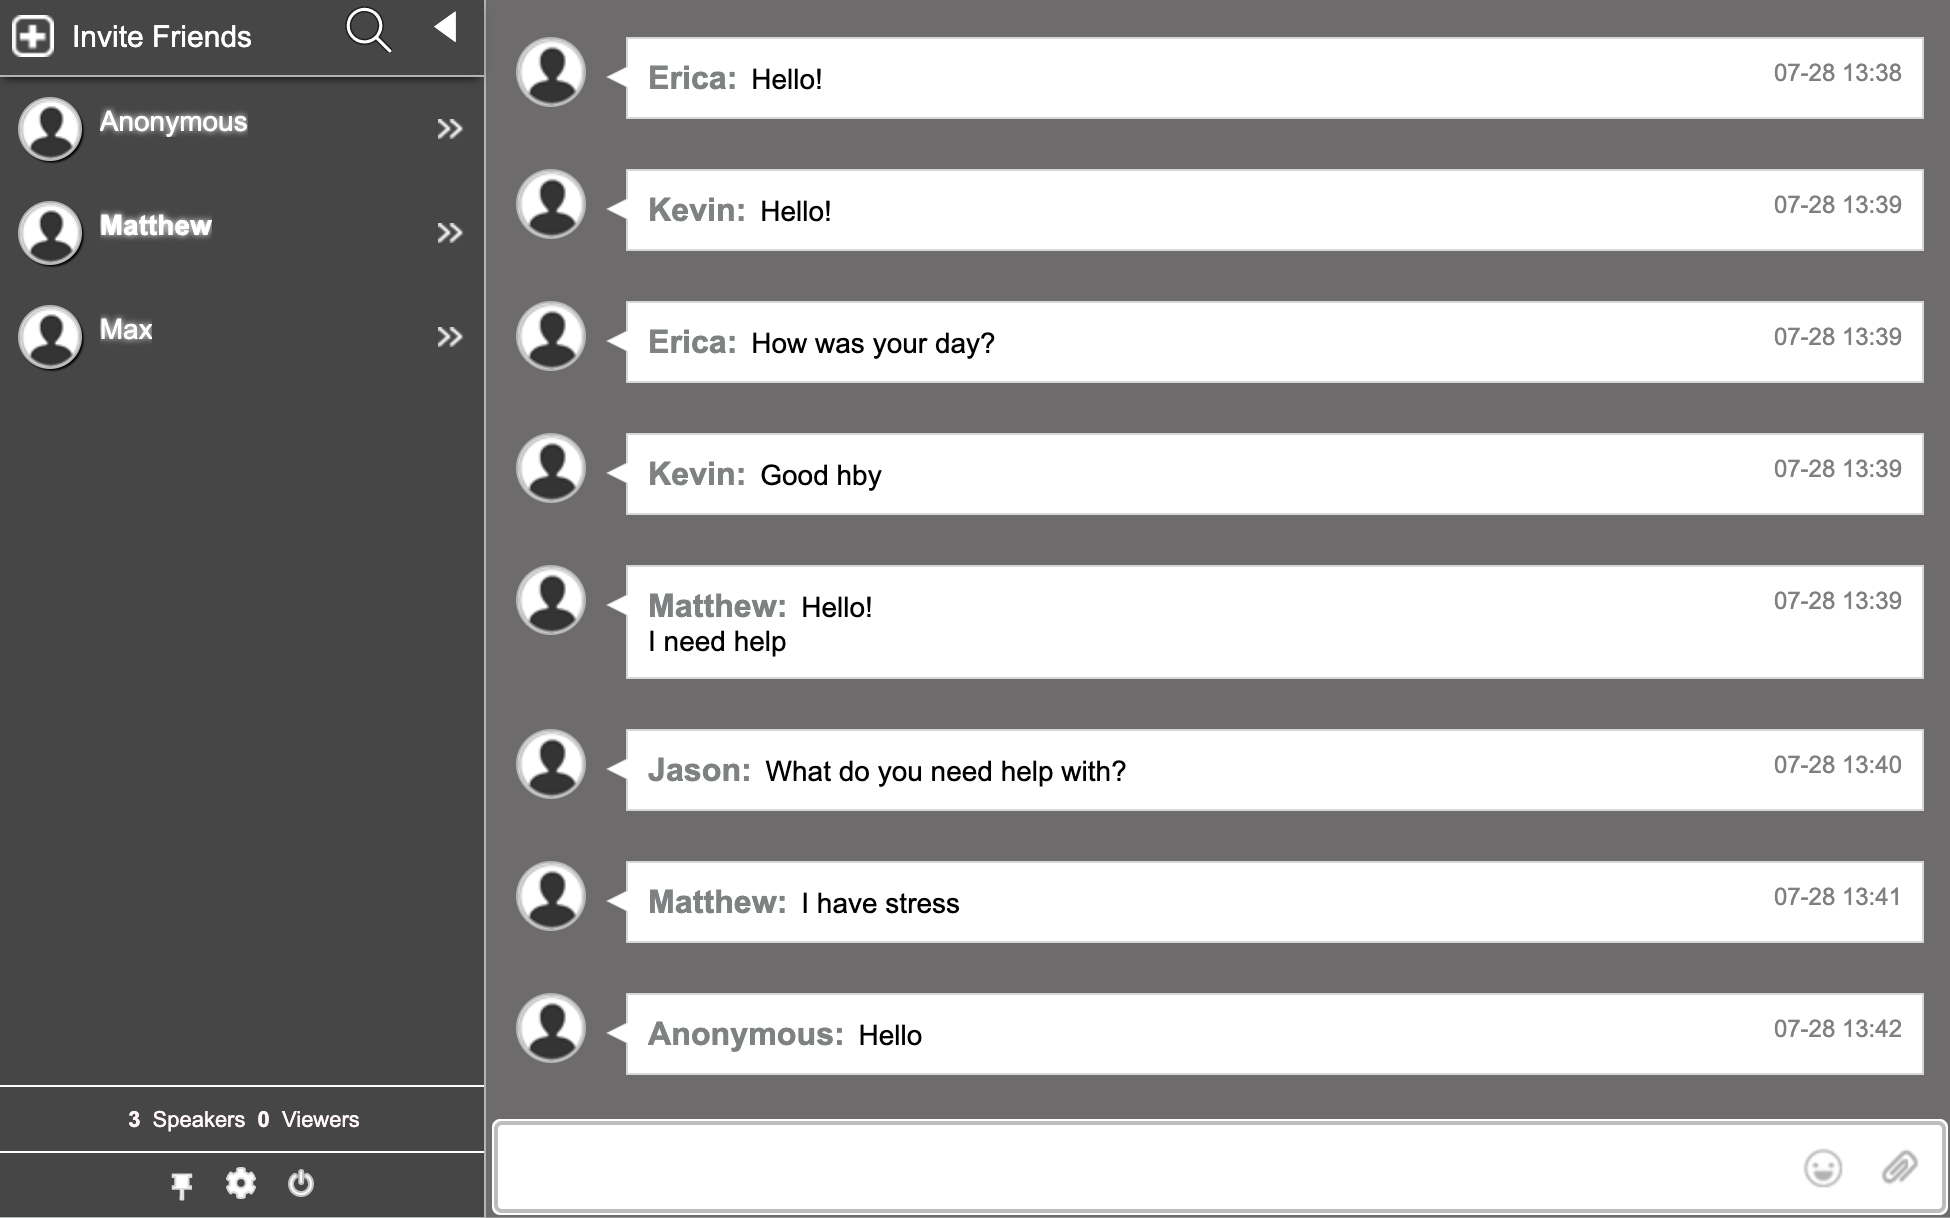 Invite Friends
Anonymous
Matthew
Max
3 Speakers 0 Viewers
Erica: Hello! 07-28 13:38
Kevin: Hello! 07-28 13:39
Erica: How was your day? 07-28 13:39
Kevin: Good hby 07-28 13:39
Matthew: Hello! 07-28 13:39
I need help
Jason: What do you need help with? 07-28 13:40
Matthew: I have stress 07-28 13:41
Anonymous: Hello 07-28 13:42